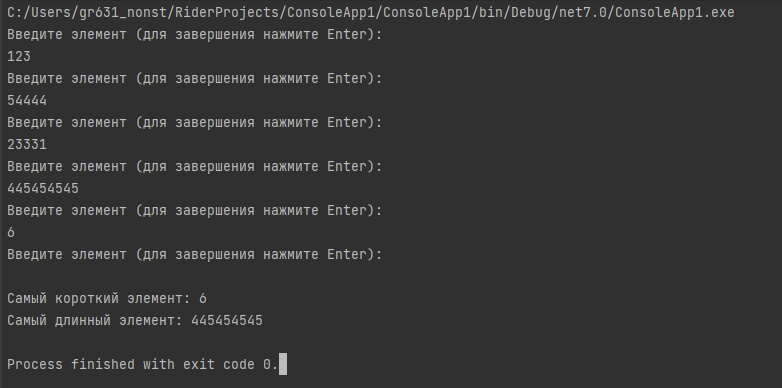 C:/Users/gr631_nonst/RiderProjects/ConsoleApp1/ConsoleApp1/bin/Debug/net7.0/ConsoleApp1.exe
Введите элемент (для завершения нажмите Enter):
123
Введите элемент (для завершения нажмите Enter):
54444
Введите элемент (для завершения нажмите Enter):
23331
Введите элемент (для завершения нажмите Enter):
445454545
Введите элемент (для завершения нажмите Enter):
6
Введите элемент (для завершения нажмите Enter):
Самый короткий элемент: 6
Самый длинный элемент: 445454545
Process finished with exit code 0.